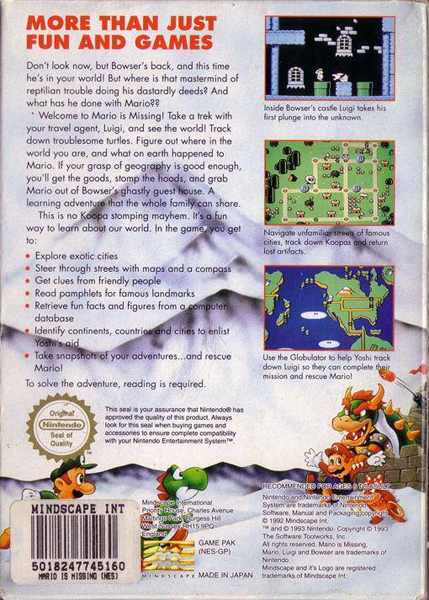 MORE THAN JUST
FUN AND GAMES
Don't look now, but Bowser's back, and this time
he's in your world! But where is that mastermind of
reptilian trouble doing his dastardly deeds? And
what has he done with Mario??
Welcome to Mario is Missing! Take a trek with
your travel agent, Luigi, and see the world! Track
down troublesome turtles. Figure out where in the
world you are, and what on earth happened to
Mario. If your grasp of geography is good enough,
you'll get the goods, stomp the hoods, and grab
Mario out of Bowser's ghastly guest house. A
learning adventure that the whole family can share.
This is no Koopa stomping mayhem. It's a fun
way to learn about our world. In the game, you get
to:
• Explore exotic cities
• Steer through streets with maps and a compass
• Get clues from friendly people
• Read pamphlets for famous landmarks
• Retrieve fun facts and figures from a computer
database
• Identify continents, countries and cities to enlist
Yoshi's aid
• Take snapshots of your adventures...and rescue
Mario!
To solve the adventure, reading is required.
Inside Bowser's castle Luigi takes his
first plunge into the unknown.
Navigate unfamiliar streets of famous
cities, track down Koopas and return
lost artifacts.
Use the Globulator to help Yoshi track
down Luigi so they can complete their
mission and rescue Mario!
Original
Nintendo
Seal of
Quality
This seal is your assurance that Nintendo® has
approved the quality of this product. Always
look for this seal when buying games and
accessories to ensure complete compatibility
with your Nintendo Entertainment System™.
MINDSCAPE INT
5018247745160
MARIO IS MISSING (NES)
Mindscape International
Priority House, Charles Avenue
Maltings Park, Burgess Hill
West Sussex RH15 9PQ
England
GAME PAK
(NES-GP)
MINDSCAPE
MADE IN JAPAN
RECOMMENDED FOR AGES
Nintendo and Nintendo Entertainment
System are trademarks of Nintendo.
Software, Manual and Packaging copyright
© 1992 Mindscape Int.
™ and © 1993 Nintendo. Copyright © 1993
The Software Toolworks, Inc.
All rights reserved. Mario is Missing,
Mario, Luigi and Bowser are trademarks of
Nintendo.
Mindscape and it's Logo are registered
trademarks of Mindscape Int.